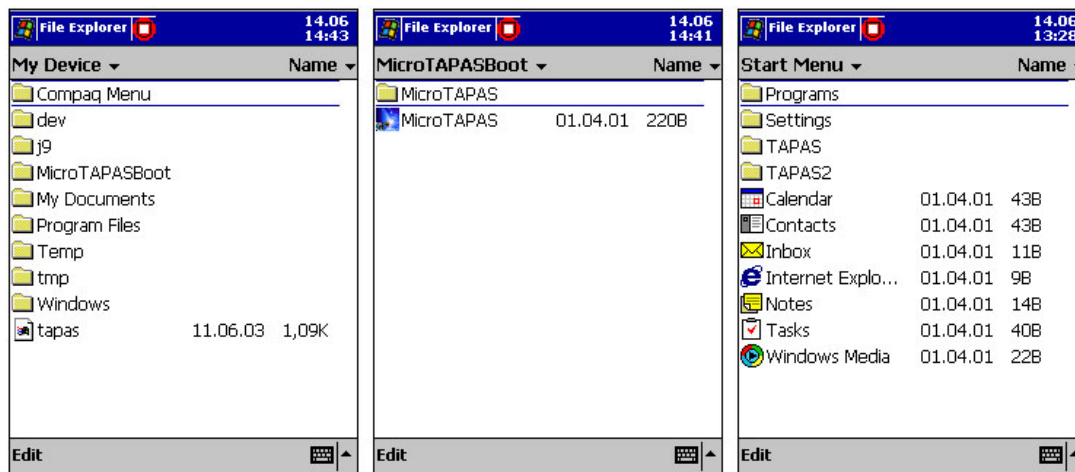 File Explorer 14.06 14:43
My Device Name
Compaq Menu
dev
j9
MicroTAPASBoot
My Documents
Program Files
Temp
tmp
Windows
tapas 11.06.03 1,09K
Edit
File Explorer 14.06 14:41
MicroTAPASBoot Name
MicroTAPAS
MicroTAPAS 01.04.01 220B
Edit
File Explorer 14.06 13:28
Start Menu Name
Programs
Settings
TAPAS
TAPAS2
Calendar 01.04.01 43B
Contacts 01.04.01 43B
Inbox 01.04.01 11B
Internet Explo... 01.04.01 9B
Notes 01.04.01 14B
Tasks 01.04.01 40B
Windows Media 01.04.01 22B
Edit